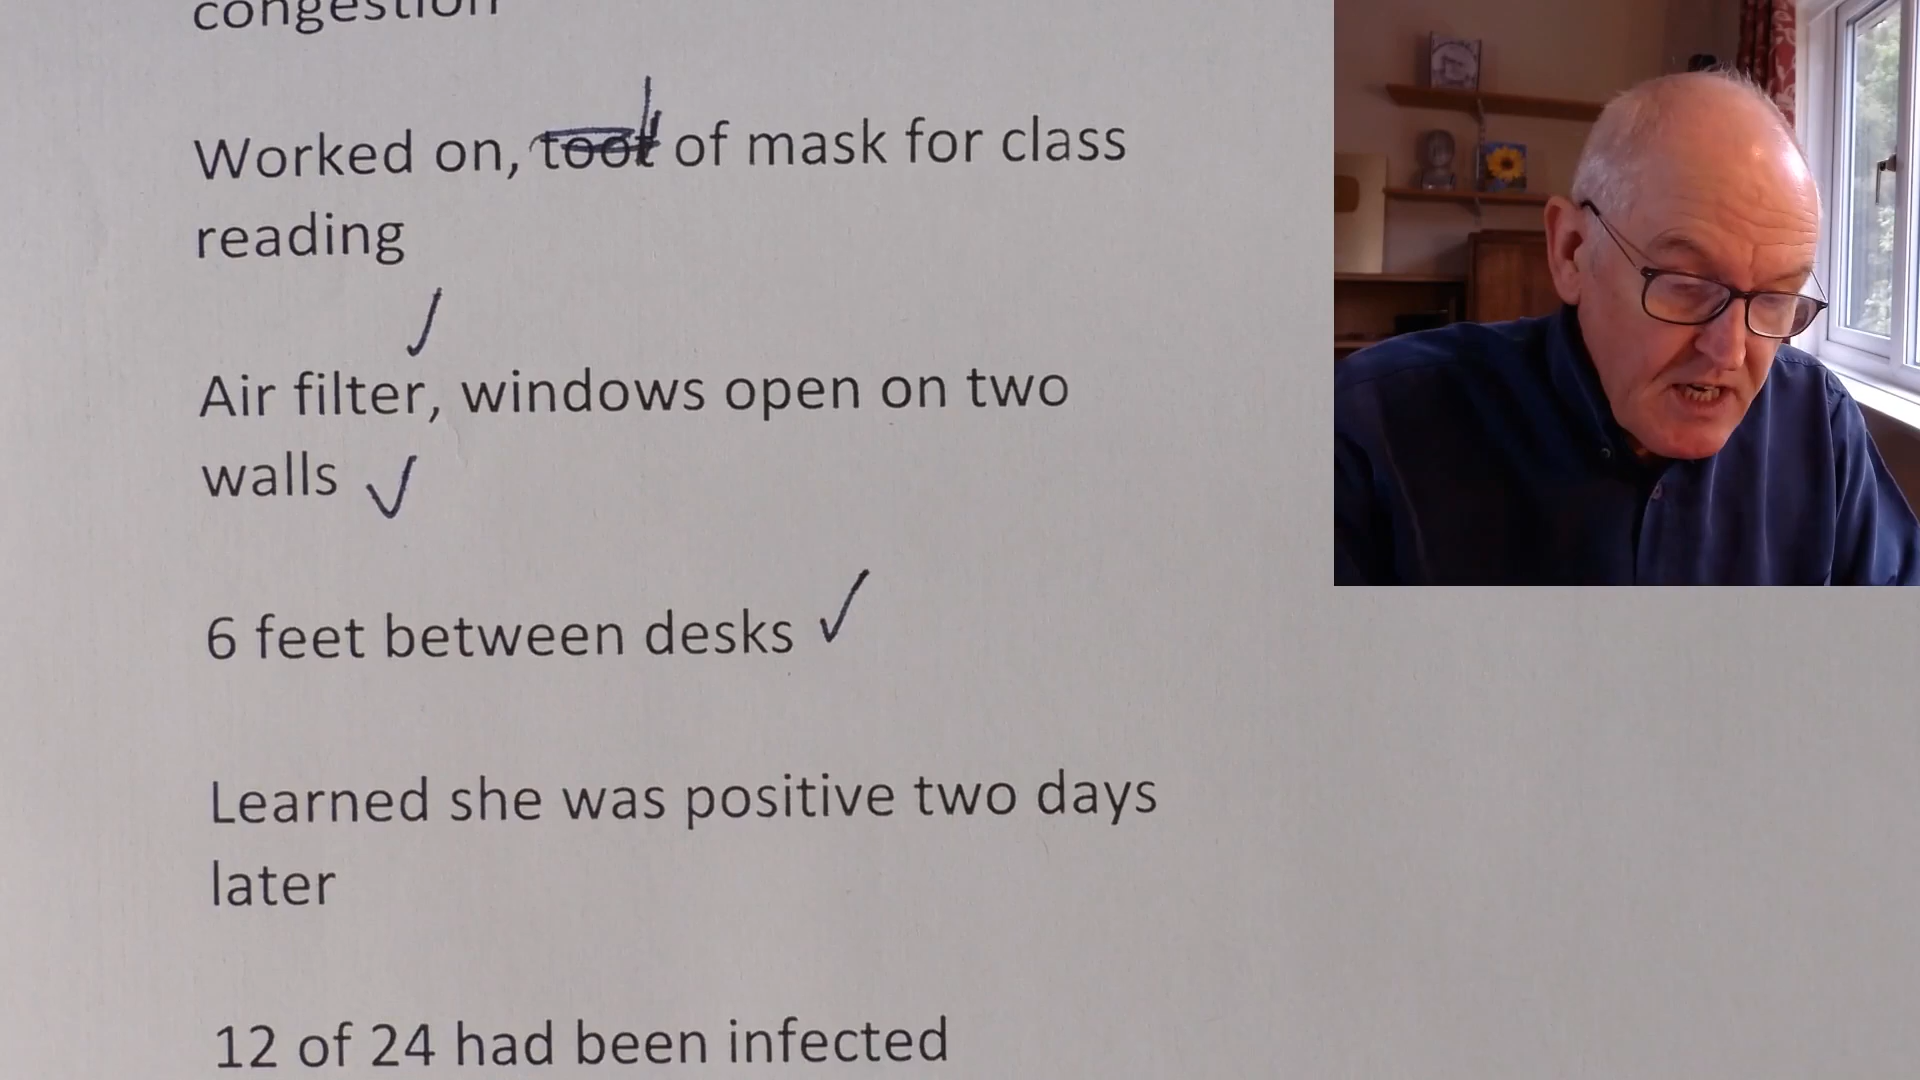 congestion
Worked on, toot of mask for class
reading
Air filter, windows open on two
walls
6 feet between desks
Learned she was positive two days
later
12 of 24 had been infected